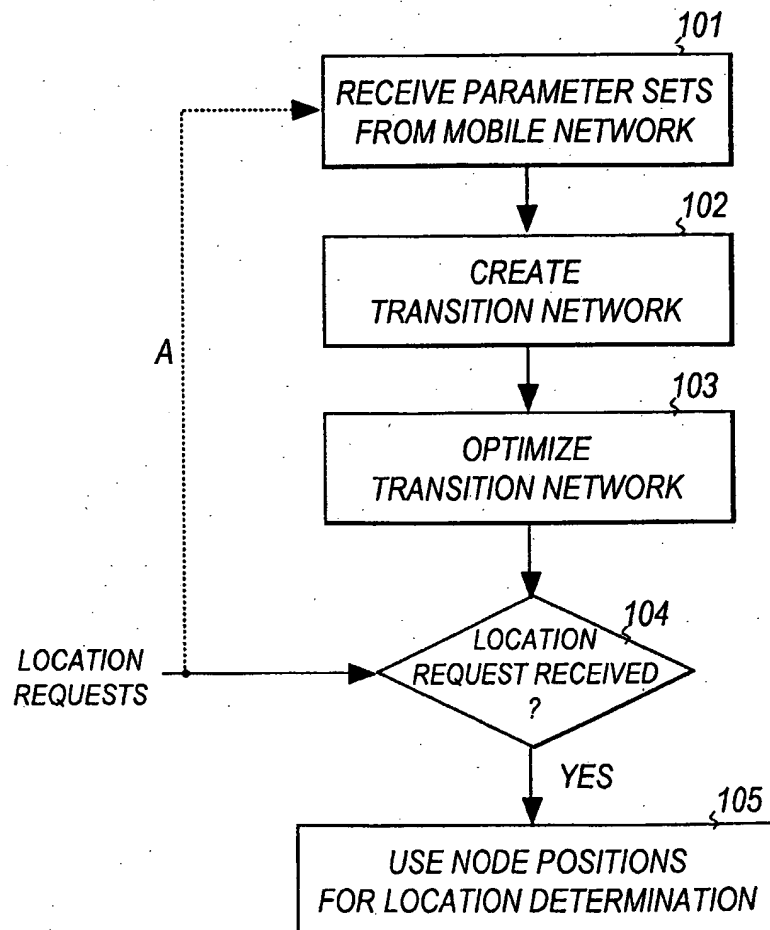 101
RECEIVE PARAMETER SETS
FROM MOBILE NETWORK
102
CREATE
TRANSITION NETWORK
103
OPTIMIZE
TRANSITION NETWORK
A
104
LOCATION
REQUESTS
LOCATION
REQUEST RECEIVED
?
YES
105
USE NODE POSITIONS
FOR LOCATION DETERMINATION